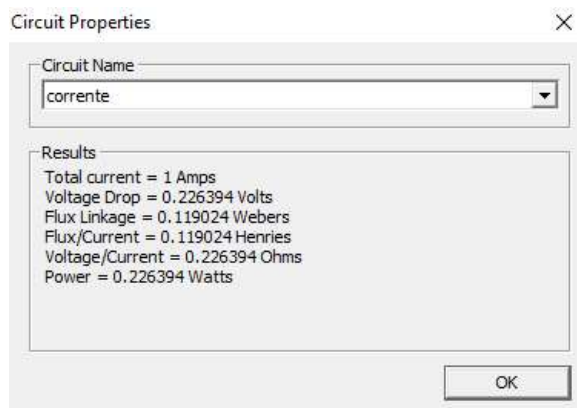 Circuit Properties
Circuit Name
corrente
Results
Total current = 1 Amps
Voltage Drop = 0.226394 Volts
Flux Linkage = 0.119024 Webers
Flux/Current = 0.119024 Henries
Voltage/Current = 0.226394 Ohms
Power = 0.226394 Watts
OK